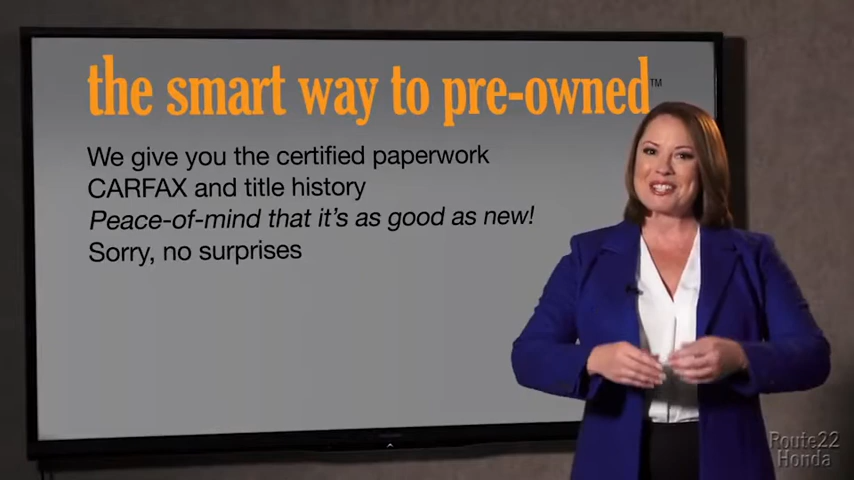 the smart way to pre-owned™
We give you the certified paperwork
CARFAX and title history
Peace-of-mind that it's as good as new!
Sorry, no surprises
Route22
Honda